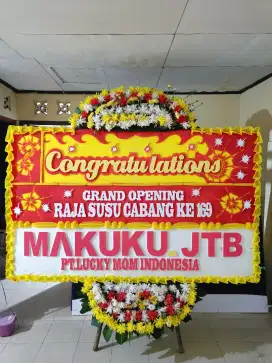 Congratulations
GRAND OPENING
RAJA SUSU CABANG KE 169
MAKUKU JTB
PT.LUCKY MOM INDONESIA